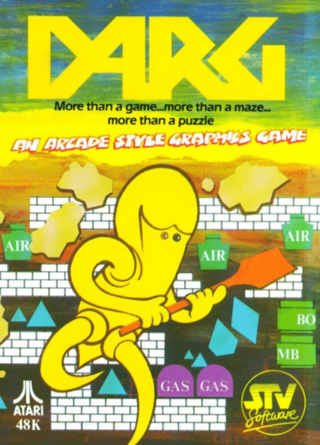 DARG
More than a game...more than a maze...
more than a puzzle
AN ARCADE STYLE GRAPHICS GAME
AIR
AIR
AIR
BO
MB
GAS GAS
ATARI
48K
STV
Software